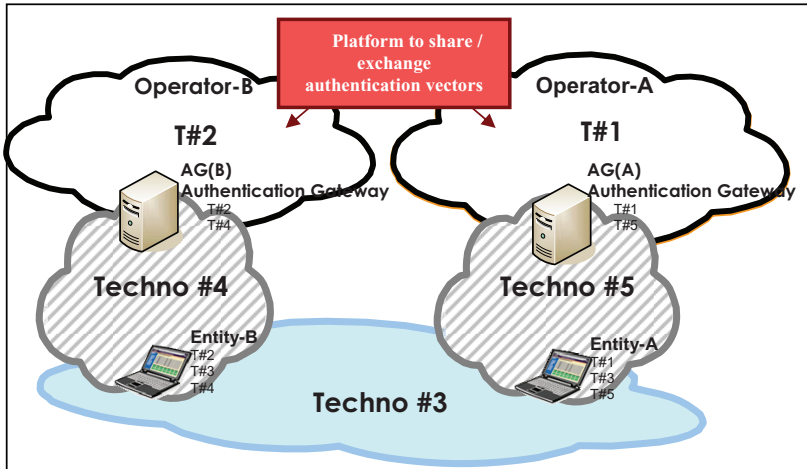 Platform to share /
exchange
authentication vectors
Operator-B
T#2
AG(B)
Authentication Gateway
T#2
T#4
Techno #4
Entity-B
T#2
T#3
T#4
Operator-A
T#1
AG(A)
Authentication Gateway
T#1
T#5
Techno #5
Entity-A
T#1
T#3
T#5
Techno #3